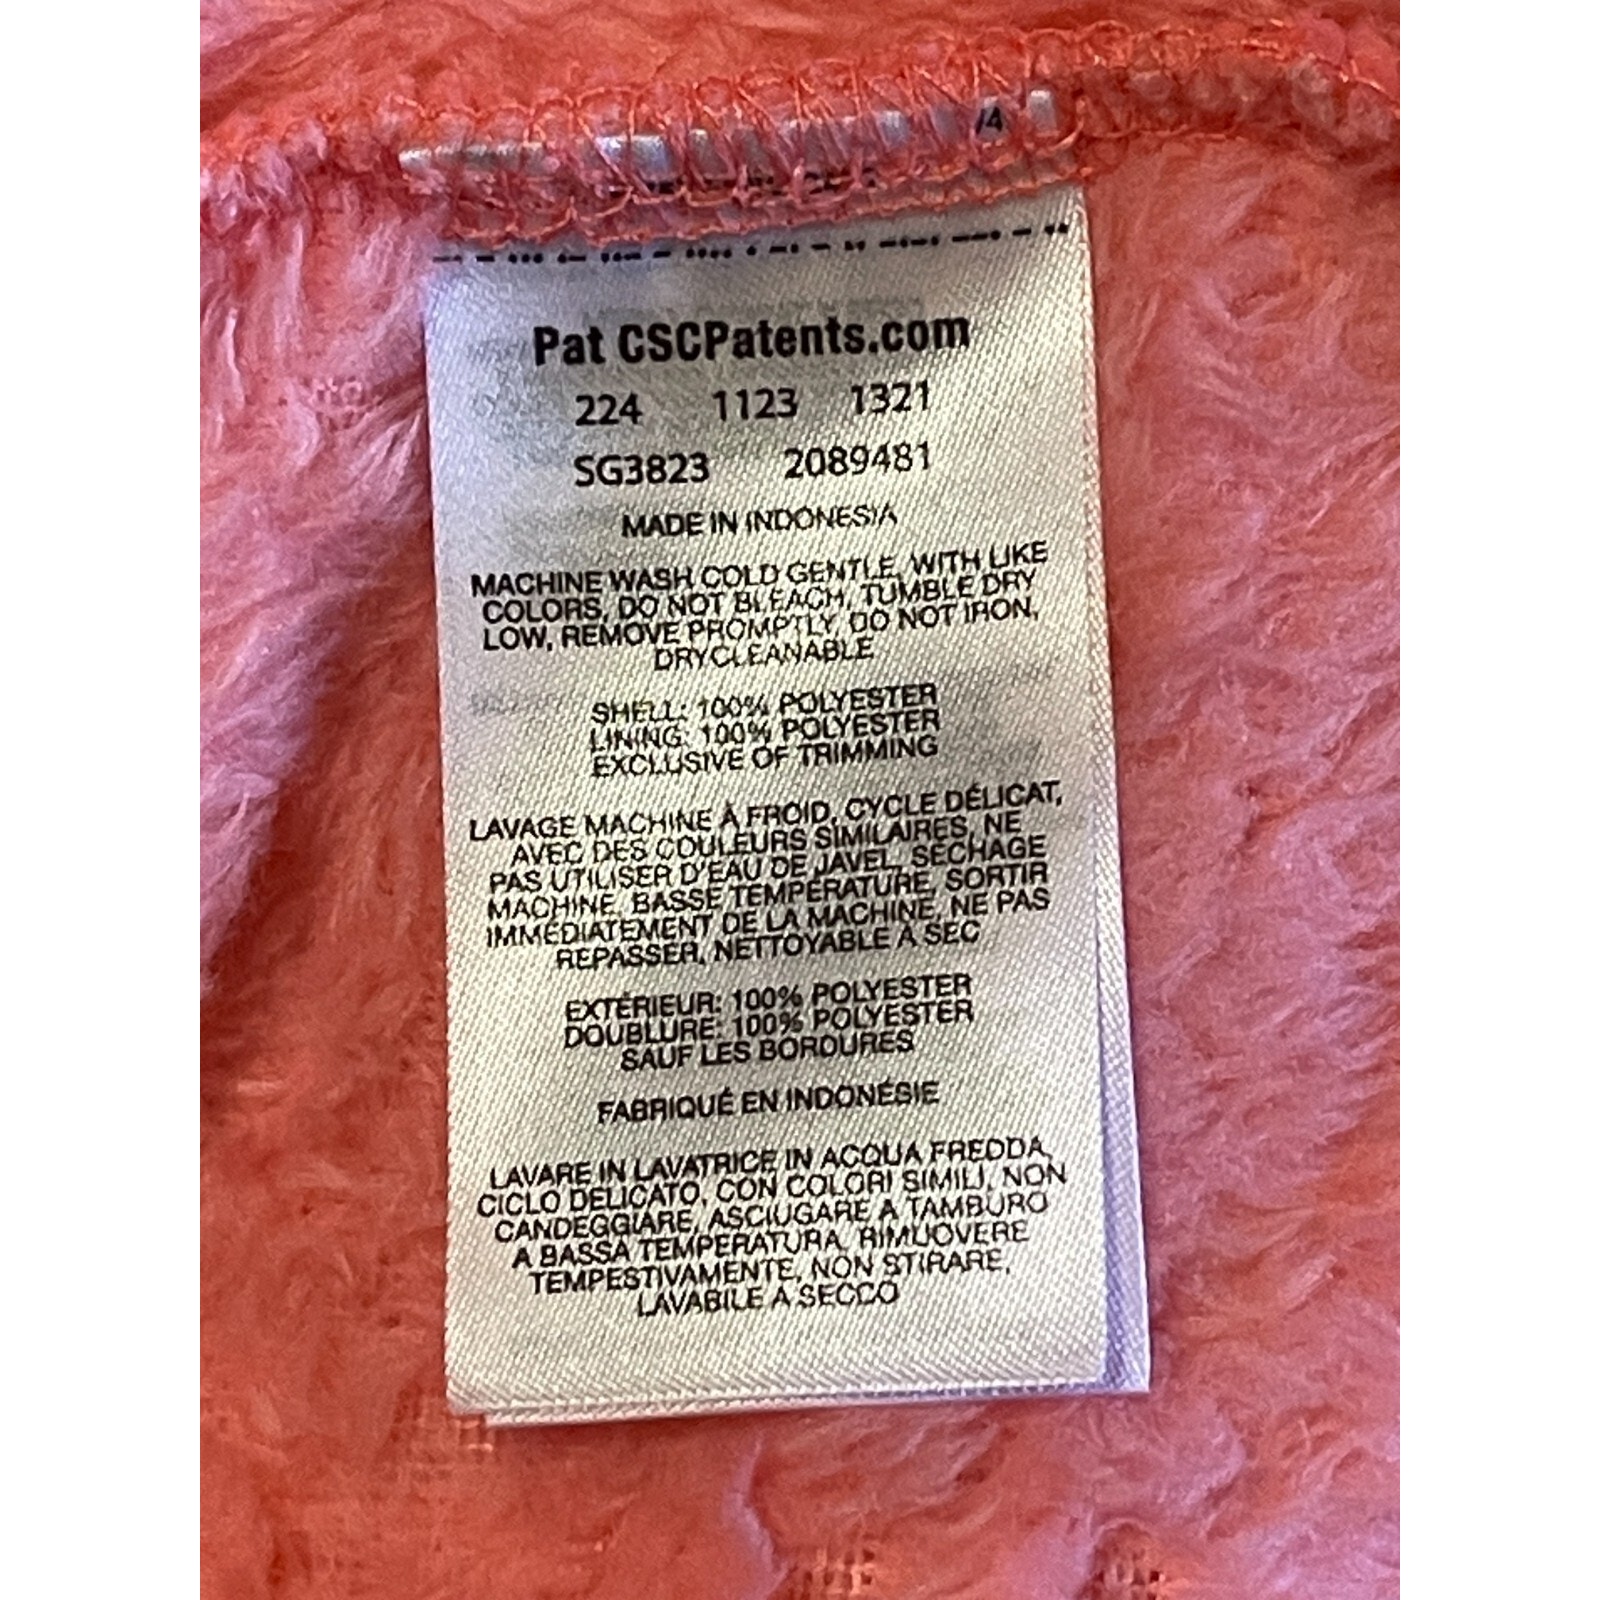 /4
Pat CSCPatents.com
224 1123 1321
SG3823 2089481
MADE IN INDONESIA
MACHINE WASH COLD GENTLE, WITH LIKE
COLORS, DO NOT BLEACH, TUMBLE DRY
LOW, REMOVE PROMPTLY, DO NOT IRON,
DRYCLEANABLE
SHELL: 100% POLYESTER
LINING: 100% POLYESTER
EXCLUSIVE OF TRIMMING
LAVAGE MACHINE À FROID, CYCLE DÉLICAT,
AVEC DES COULEURS SIMILAIRES, NE
PAS UTILISER D'EAU DE JAVEL, SÉCHAGE
MACHINE BASSE TEMPÉRATURE, SORTIR
IMMÉDIATEMENT DE LA MACHINE, NE PAS
REPASSER, NETTOYABLE À SEC
EXTÉRIEUR: 100% POLYESTER
DOUBLURE: 100% POLYESTER
SAUF LES BORDURES
FABRIQUÉ EN INDONÉSIE
LAVARE IN LAVATRICE IN ACQUA FREDDA,
CICLO DELICATO, CON COLORI SIMILI, NON
CANDEGGIARE, ASCIUGARE A TAMBURO
A BASSA TEMPERATURA, RIMUOVERE
TEMPESTIVAMENTE, NON STIRARE,
LAVABILE A SECCO